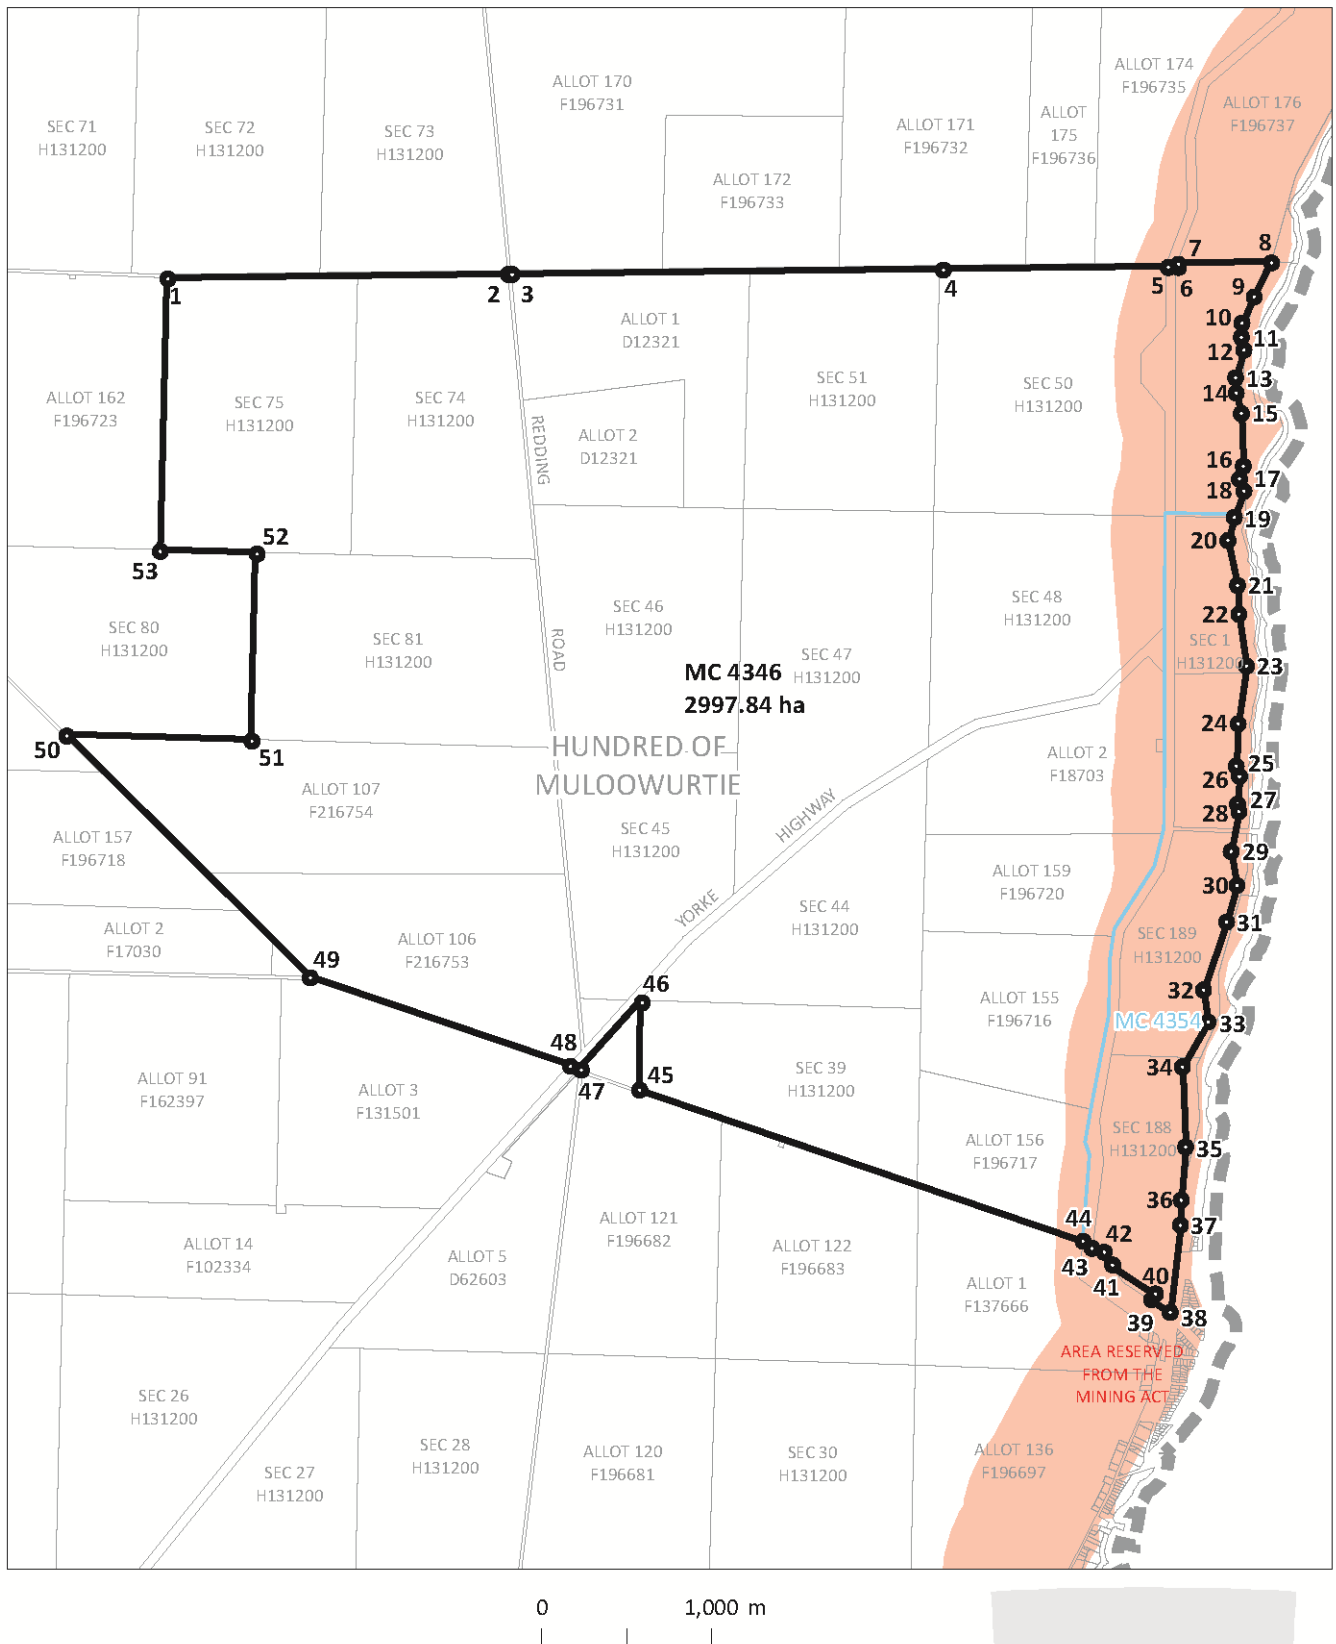 ALLOT 174
F196735
ALLOT 170
F196731
ALLOT 176
F196737
SEC 71
H131200
SEC 72
H131200
SEC 73
H131200
ALLOT 171
F196732
ALLOT
175
F196736
ALLOT 172
F196733
1
2
3
4
5
6
7
8
9
10
11
12
13
14
15
16
17
18
19
20
21
22
23
24
25
26
27
28
29
30
31
32
33
34
35
36
37
38
39
40
41
42
43
44
45
46
47
48
49
50
51
52
53
ALLOT 1
D12321
ALLOT 162
F196723
SEC 75
H131200
SEC 74
H131200
REDDING
ALLOT 2
D12321
SEC 51
H131200
SEC 50
H131200
SEC 80
H131200
SEC 81
H131200
ROAD
SEC 46
H131200
SEC 47
H131200
SEC 48
H131200
SEC 1
H131200
MC 4346
2997.84 ha
HUNDRED OF
MULOOWURTIE
ALLOT 2
F18703
ALLOT 107
F216754
ALLOT 157
F196718
SEC 45
H131200
HIGHWAY
YORKE
ALLOT 159
F196720
SEC 44
H131200
ALLOT 2
F17030
ALLOT 106
F216753
SEC 189
H131200
ALLOT 155
F196716
MC 4354
ALLOT 91
F162397
ALLOT 3
F131501
SEC 39
H131200
ALLOT 156
F196717
SEC 188
H131200
ALLOT 14
F102334
ALLOT 5
D62603
ALLOT 121
F196682
ALLOT 122
F196683
ALLOT 1
F137666
AREA RESERVED
FROM THE
MINING ACT
SEC 26
H131200
SEC 27
H131200
SEC 28
H131200
ALLOT 120
F196681
SEC 30
H131200
ALLOT 136
F196697
0 1,000 m